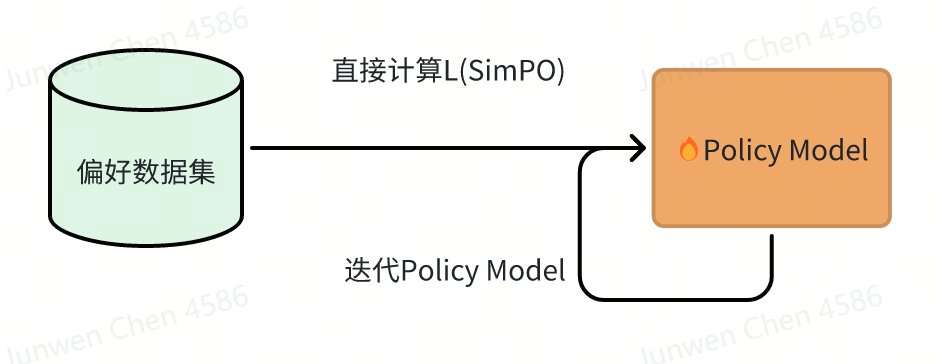 Junwen Chen 4586
Junwen Chen 4586
直接计算L(SimPO)
偏好数据集
🔥Policy Model
迭代Policy Model
Junwen Chen 4586
Junwen Chen 4586